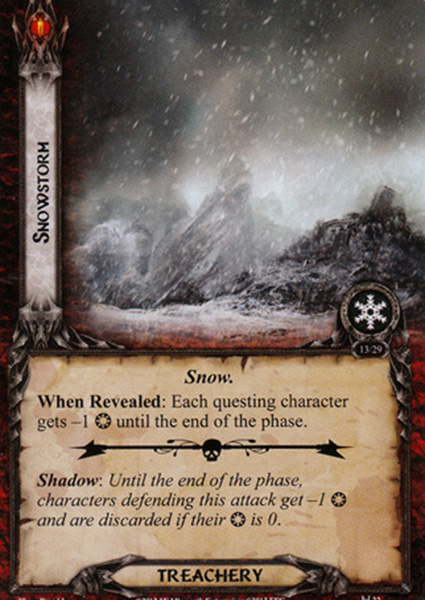 SNOWSTORM
13/29
Snow.
When Revealed: Each questing character
gets –1 until the end of the phase.
Shadow: Until the end of the phase,
characters defending this attack get –1
and are discarded if their is 0.
TREACHERY